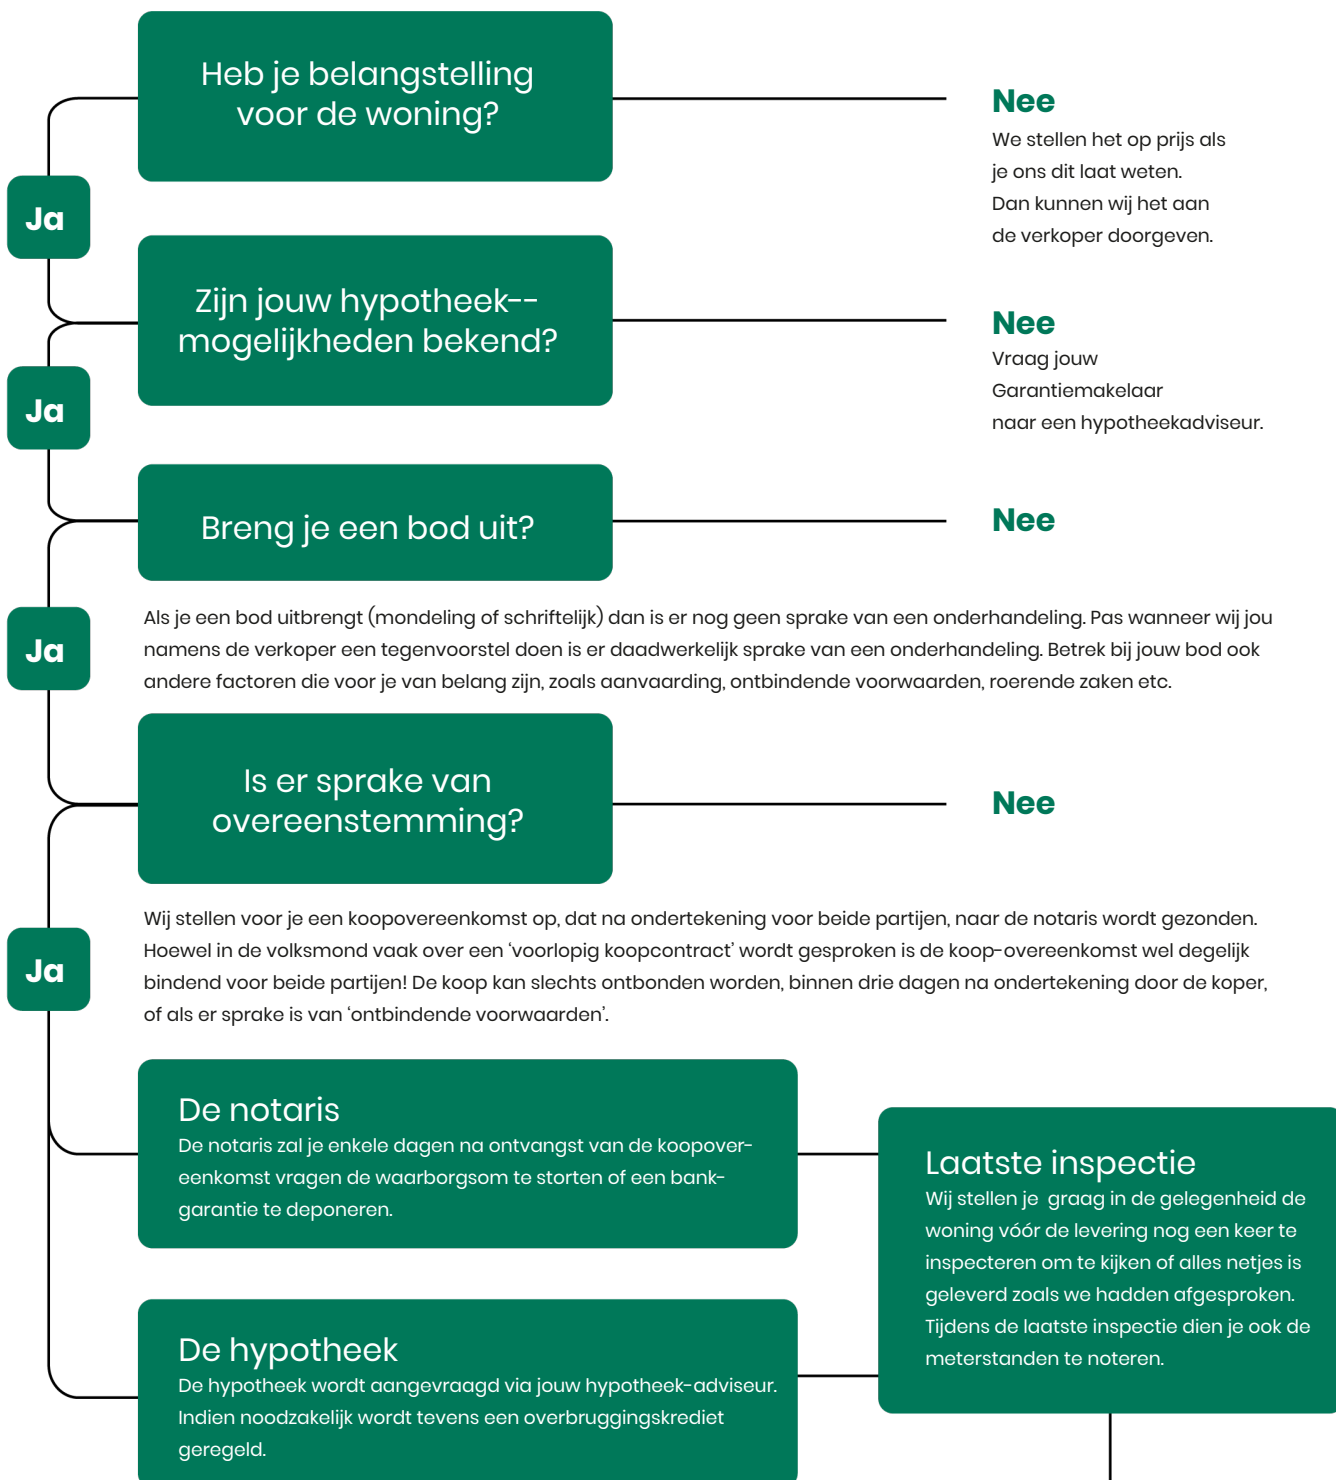 Heb je belangstelling
voor de woning?
Nee
We stellen het op prijs als
je ons dit laat weten.
Dan kunnen wij het aan
de verkoper doorgeven.
Ja
Zijn jouw hypotheek--
mogelijkheden bekend?
Nee
Vraag jouw
Garantiemakelaar
naar een hypotheekadviseur.
Ja
Breng je een bod uit?
Nee
Als je een bod uitbrengt (mondeling of schriftelijk) dan is er nog geen sprake van een onderhandeling. Pas wanneer wij jou
namens de verkoper een tegenvoorstel doen is er daadwerkelijk sprake van een onderhandeling. Betrek bij jouw bod ook
andere factoren die voor je van belang zijn, zoals aanvaarding, ontbindende voorwaarden, roerende zaken etc.
Ja
Is er sprake van
overeenstemming?
Nee
Wij stellen voor je een koopovereenkomst op, dat na ondertekening voor beide partijen, naar de notaris wordt gezonden.
Hoewel in de volksmond vaak over een ‘voorlopig koopcontract’ wordt gesproken is de koop-overeenkomst wel degelijk
bindend voor beide partijen! De koop kan slechts ontbonden worden, binnen drie dagen na ondertekening door de koper,
of als er sprake is van ‘ontbindende voorwaarden’.
Ja
De notaris
De notaris zal je enkele dagen na ontvangst van de koopover-
eenkomst vragen de waarborgsom te storten of een bank-
garantie te deponeren.
Laatste inspectie
Wij stellen je graag in de gelegenheid de
woning vóór de levering nog een keer te
inspecteren om te kijken of alles netjes is
geleverd zoals we hadden afgesproken.
Tijdens de laatste inspectie dien je ook de
meterstanden te noteren.
De hypotheek
De hypotheek wordt aangevraagd via jouw hypotheek-adviseur.
Indien noodzakelijk wordt tevens een overbruggingskrediet
geregeld.